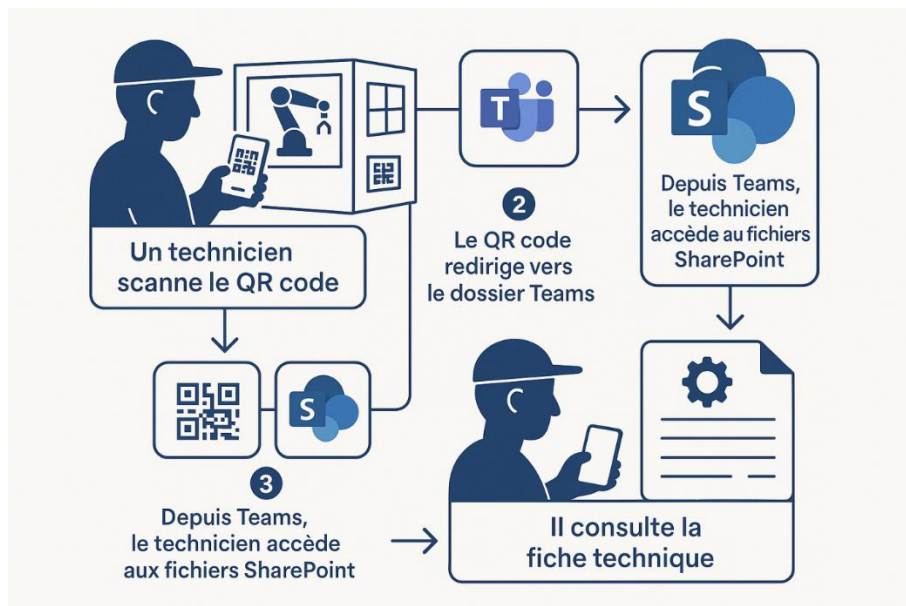 Un technicien
scanne le QR code
T
2
Le QR code
redirige vers
le dossier Teams
S
Depuis Teams,
le technicien
accède au fichiers
SharePoint
S
3
Depuis Teams,
le technicien accède
aux fichiers SharePoint
Il consulte la
fiche technique